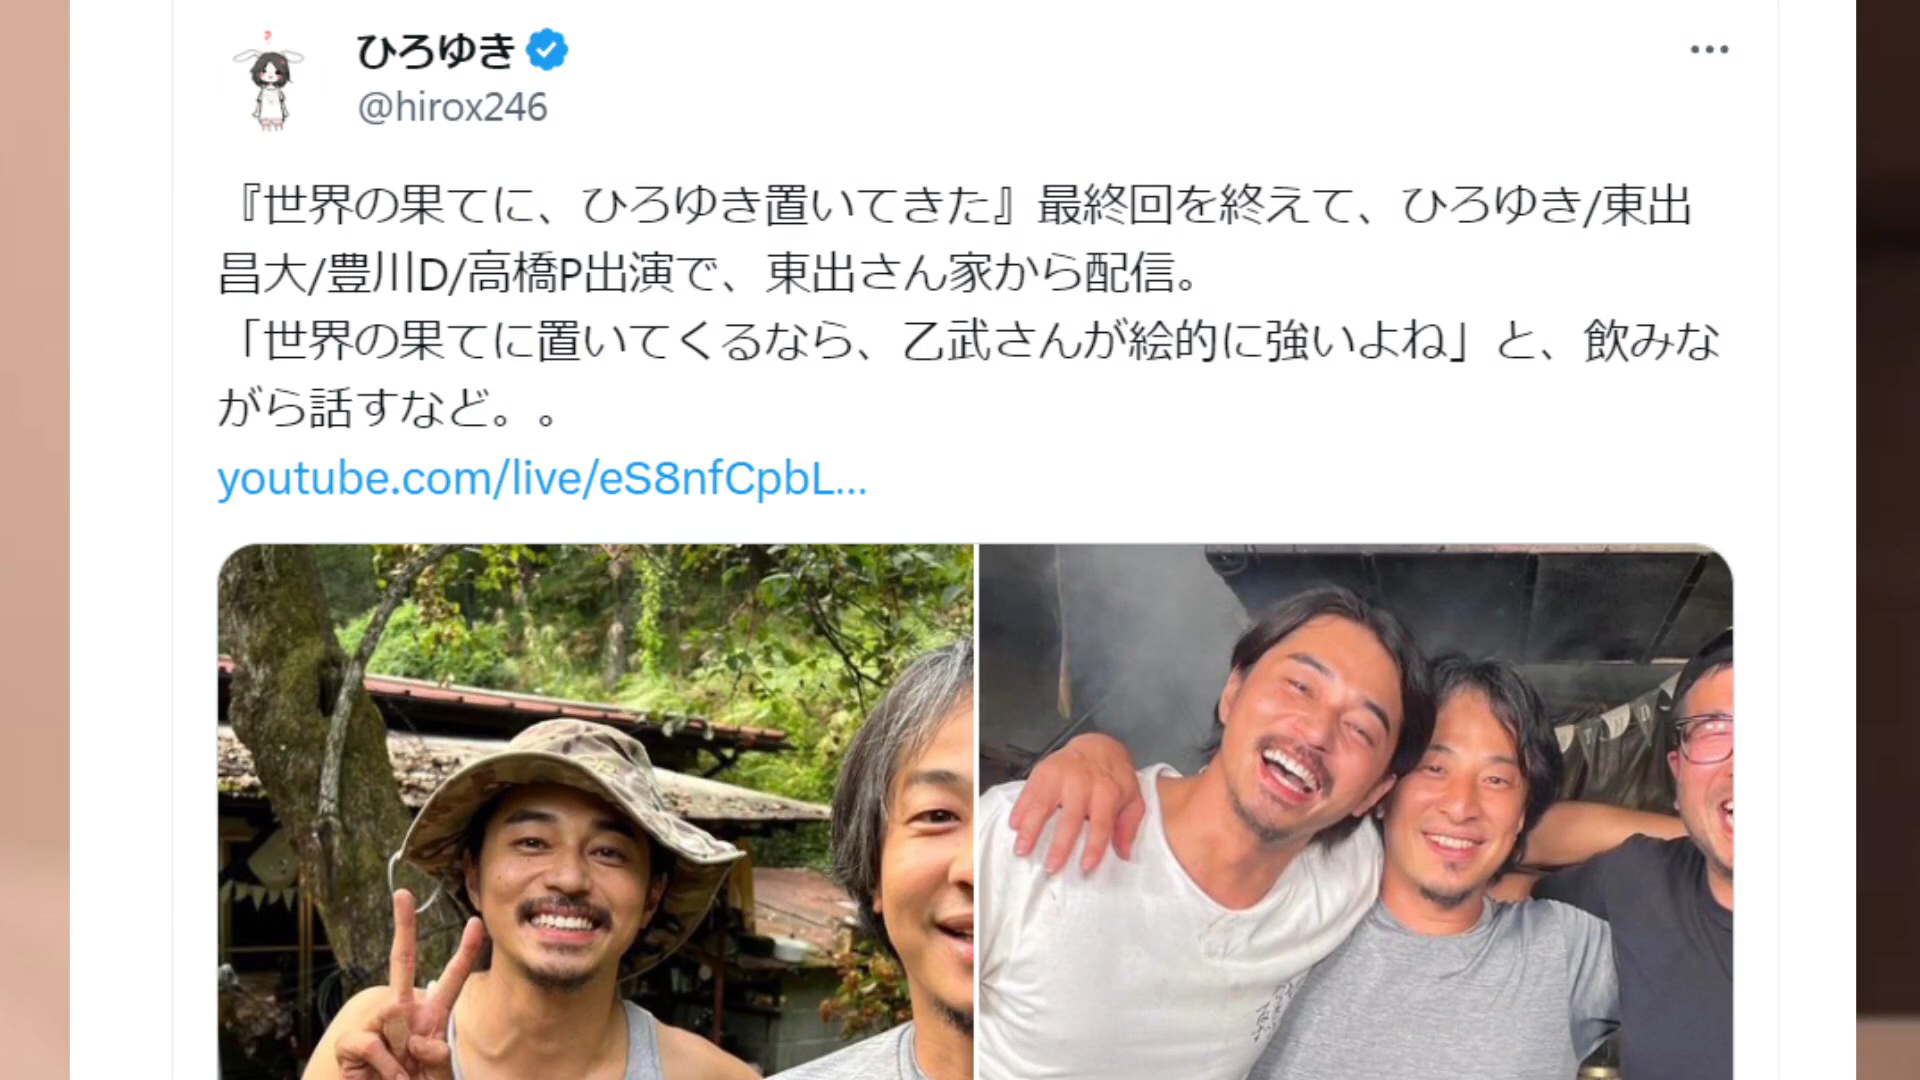 ひろゆき
@hirox246
『世界の果てに、ひろゆき置いてきた』最終回を終えて、ひろゆき/東出
昌大/豊川D/高橋P出演で、東出さん家から配信。
「世界の果てに置いてくるなら、乙武さんが絵的に強いよね」と、飲みな
がら話すなど。。
youtube.com/live/eS8nfCpbL...